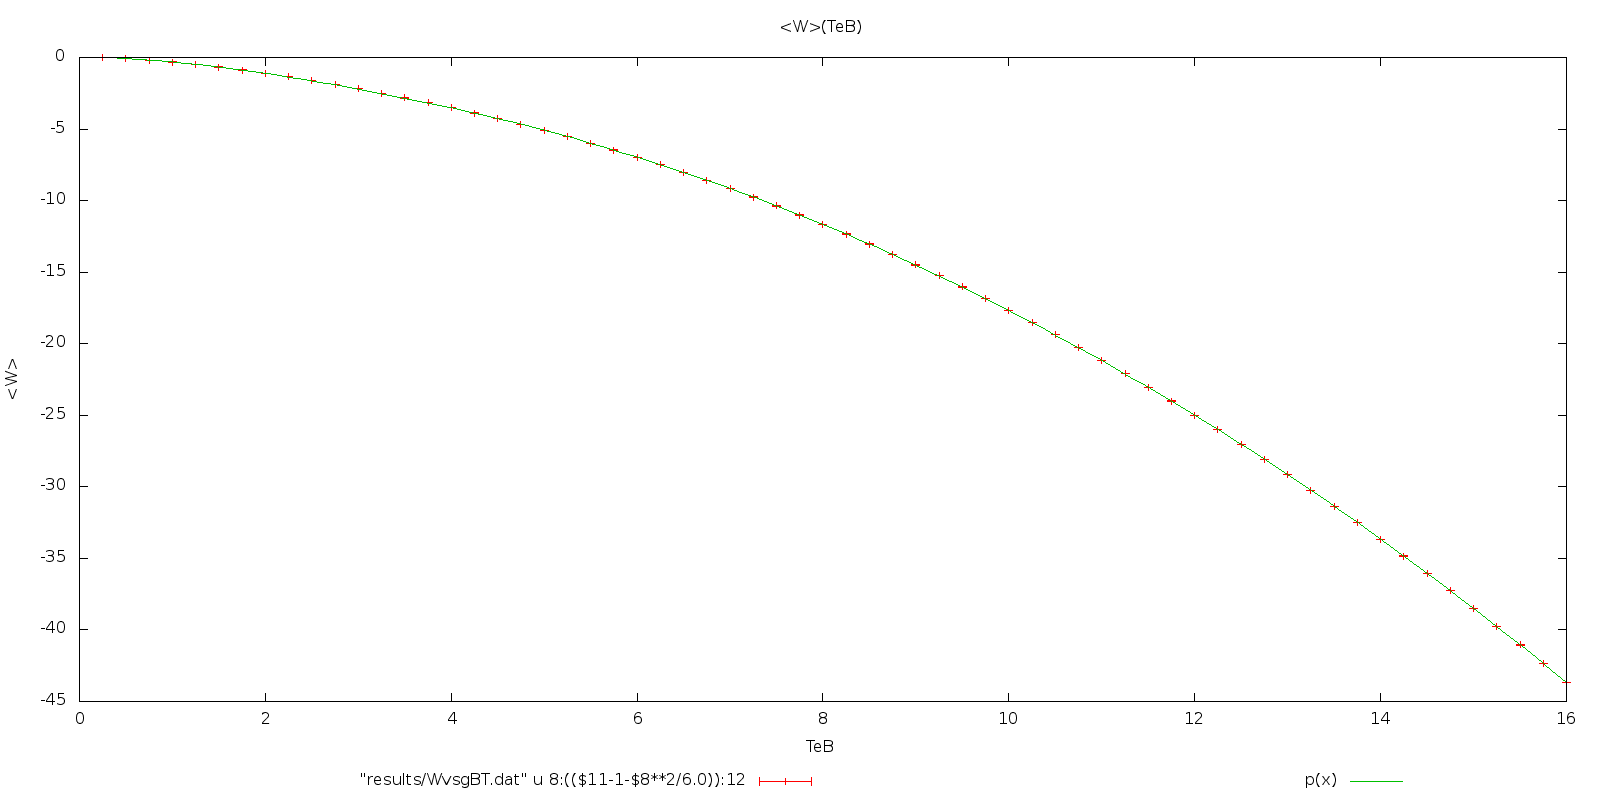 <W>(TeB)
0
-5
-10
-15
-20
-25
-30
-35
-40
-45
<W>
0 2 4 6 8 10 12 14 16
TeB
"results/WvsgBT.dat" u 8:(($11-1-$8**2/6.0)):12 p(x)